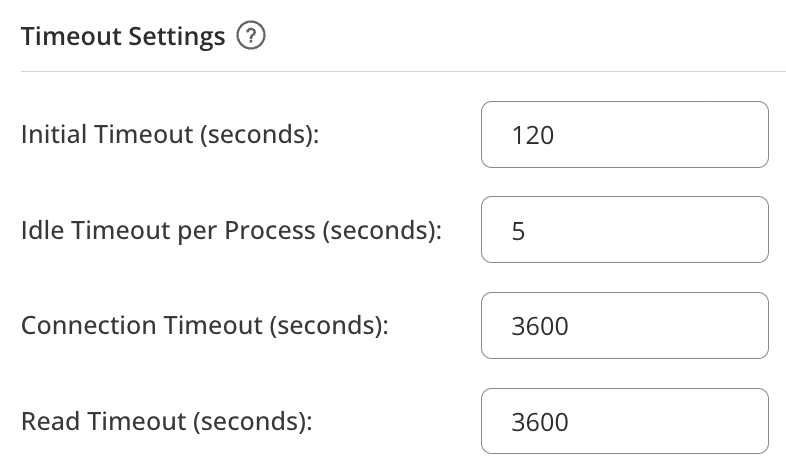 Timeout Settings ?
Initial Timeout (seconds): 120
Idle Timeout per Process (seconds): 5
Connection Timeout (seconds): 3600
Read Timeout (seconds): 3600